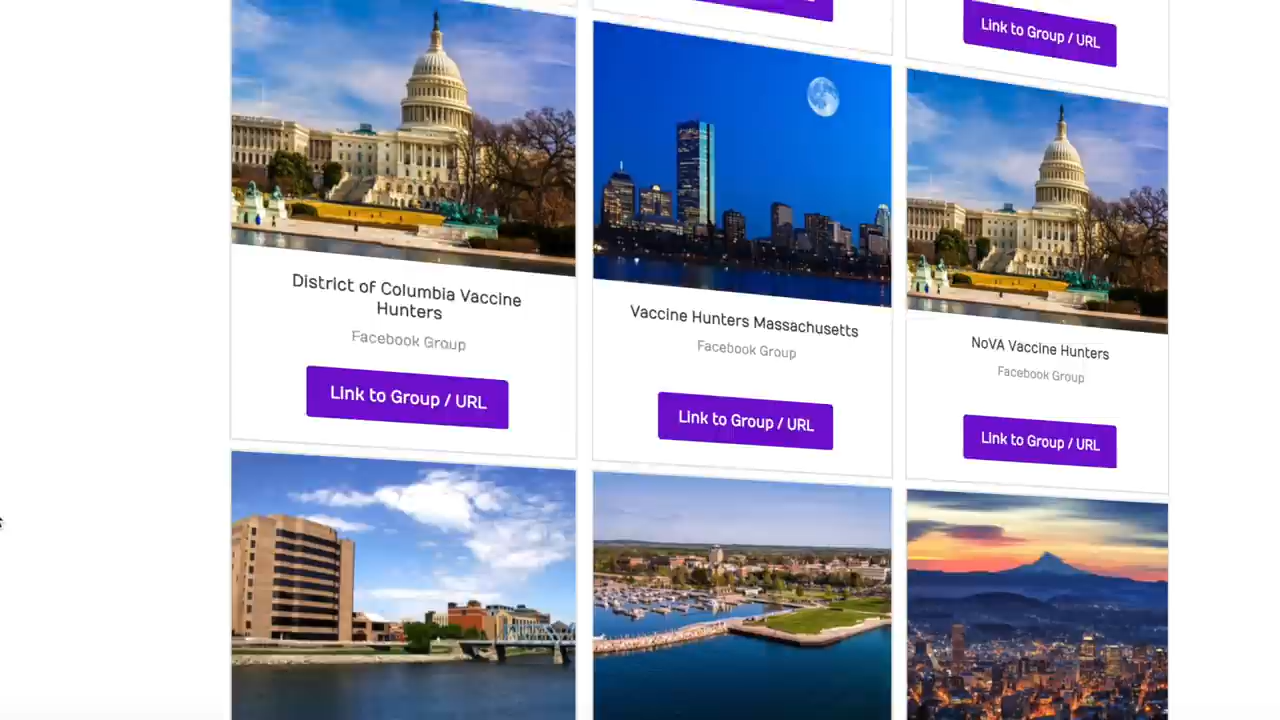 Link to Group / URL
District of Columbia Vaccine
Hunters
Facebook Group
Link to Group / URL
Vaccine Hunters Massachusetts
Facebook Group
Link to Group / URL
NoVA Vaccine Hunters
Facebook Group
Link to Group / URL